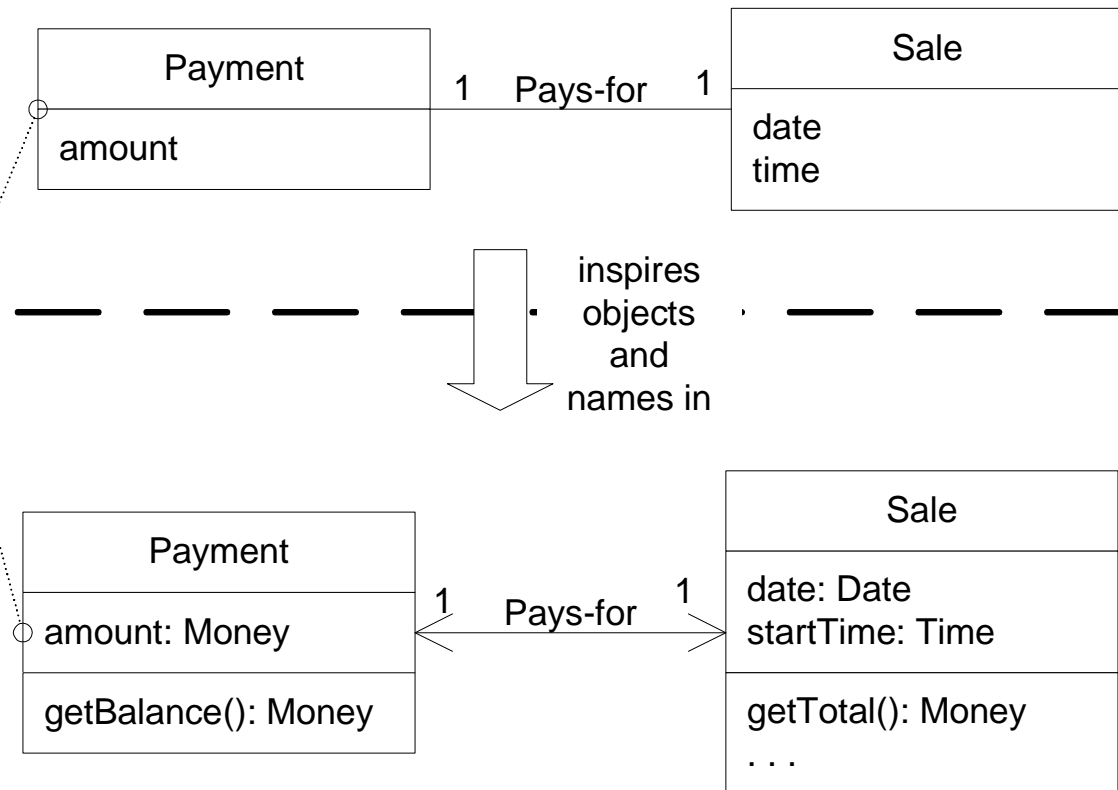 Payment
amount
1 Pays-for 1
Sale
date
time
inspires
objects
and
names in
Payment
amount: Money
getBalance(): Money
1 Pays-for 1
Sale
date: Date
startTime: Time
getTotal(): Money
. . .